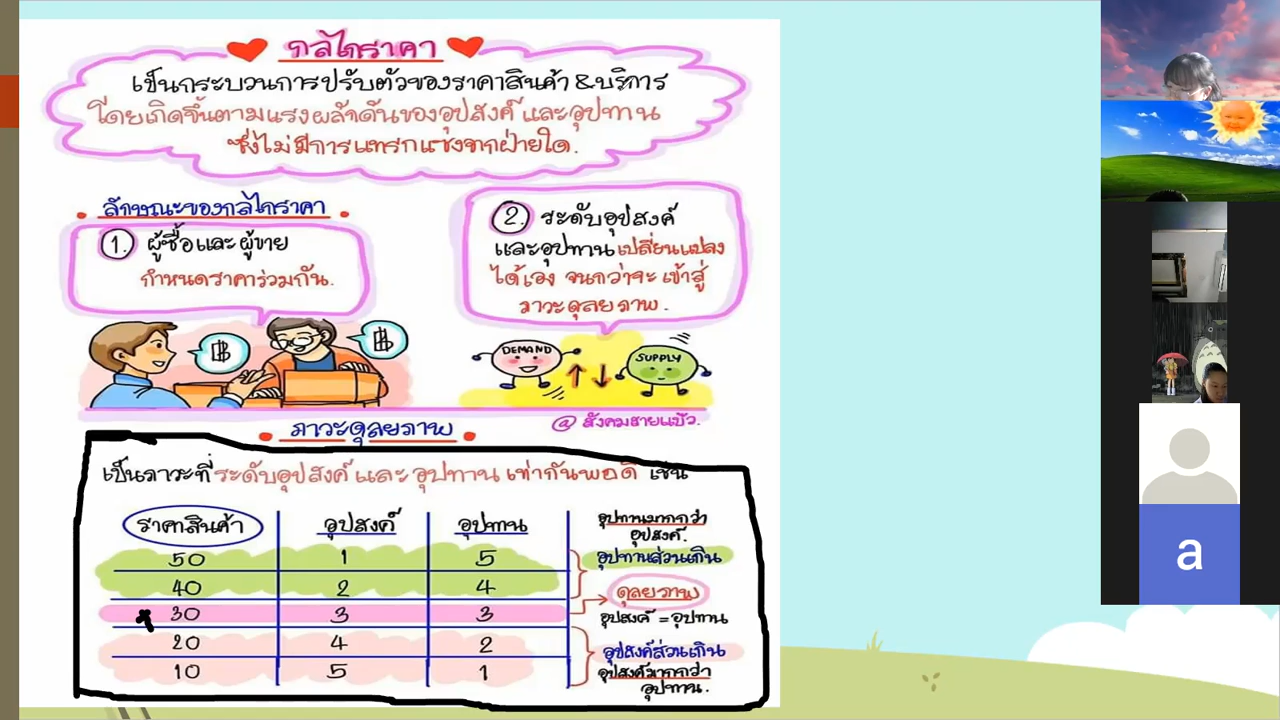 กลไกราคา
เป็นกระบวนการปรับตัวของราคาสินค้า & บริการ
โดยเกิดขึ้นตามแรงผลักดันของอุปสงค์ และ อุปทาน
ซึ่งไม่มีการแทรกแซงจากฝ่ายใด.
ลักษณะของกลไกราคา
1. ผู้ซื้อและผู้ขาย
กำหนดราคาร่วมกัน.
2. ระดับอุปสงค์
และอุปทานเปลี่ยนแปลง
ได้เอง จนกว่าจะ เข้าสู่
ภาวะดุลยภาพ.
฿
฿
DEMAND
SUPPLY
@ สังคมสายแบ๊ว.
ภาวะดุลยภาพ
เป็นภาวะที่ระดับอุปสงค์ และ อุปทาน เท่ากันพอดี เช่น
ราคาสินค้า อุปสงค์ อุปทาน
50 1 5
40 2 4
30 3 3
20 4 2
10 5 1
อุปทานมากกว่า
อุปสงค์.
อุปทานส่วนเกิน
ดุลยภาพ
อุปสงค์ = อุปทาน
อุปสงค์ส่วนเกิน
อุปสงค์มากกว่า
อุปทาน.
a